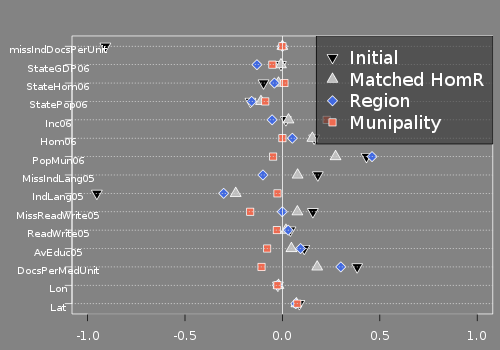 missIndDocsPerUnit
StateGDP06
StateHom06
StatePop06
Inc06
Hom06
PopMun06
MissIndLang05
IndLang05
MissReadWrite05
ReadWrite05
AvEduc05
DocsPerMedUnit
Lon
Lat
Initial
Matched HomR
Region
Munipality
-1.0 -0.5 0.0 0.5 1.0